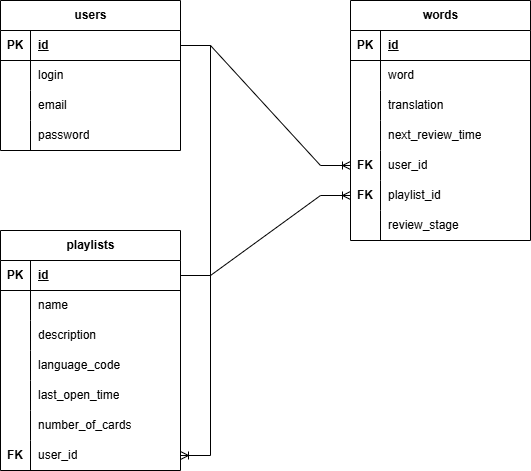 users
PK id
login
email
password
words
PK id
word
translation
next_review_time
FK user_id
FK playlist_id
review_stage
playlists
PK id
name
description
language_code
last_open_time
number_of_cards
FK user_id